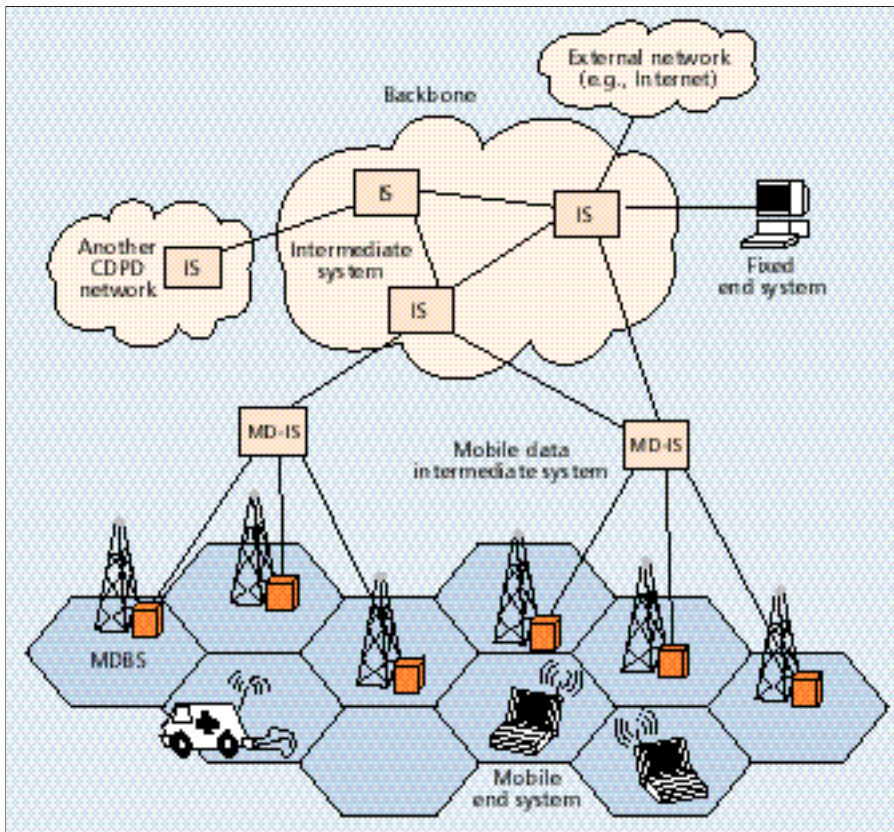 External network
(e.g., Internet)
Backbone
IS
IS
Another
CDPD
network
IS
Intermediate
system
Fixed
end system
IS
MD-IS
Mobile data
intermediate system
MD-IS
MDBS
Mobile
end system